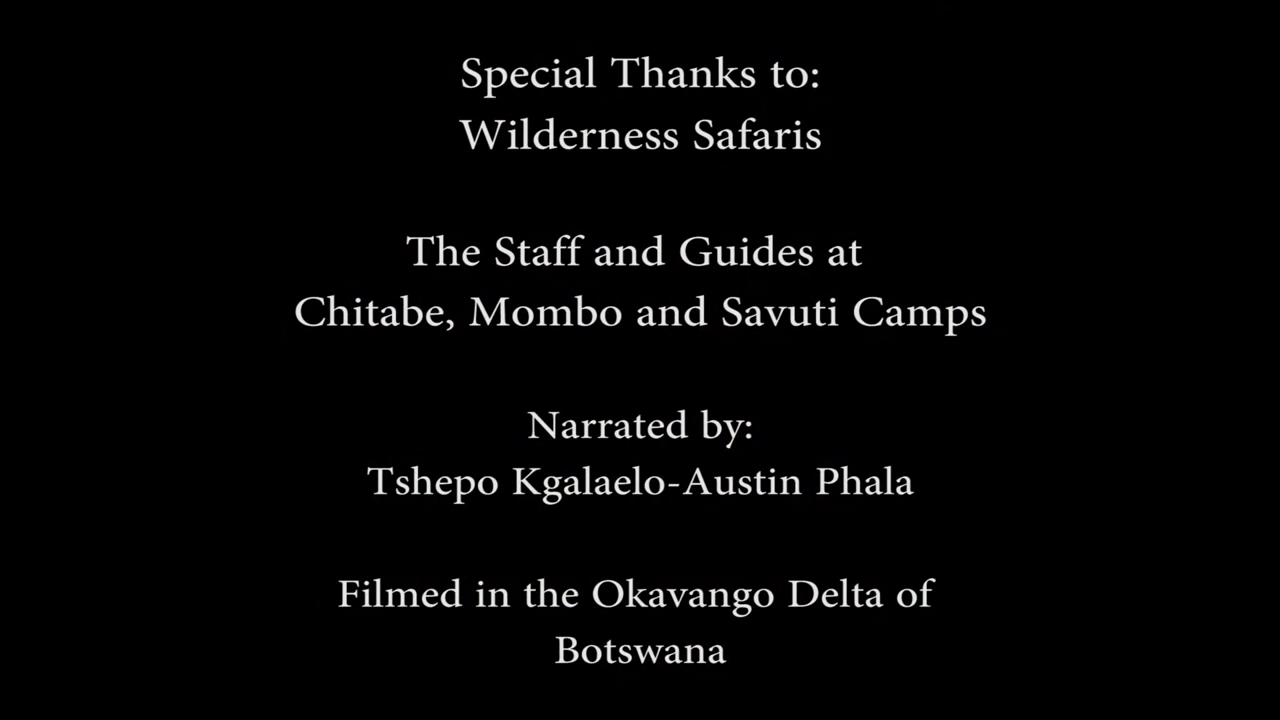 Special Thanks to:
Wilderness Safaris
The Staff and Guides at
Chitabe, Mombo and Savuti Camps
Narrated by:
Tshepo Kgalaelo-Austin Phala
Filmed in the Okavango Delta of
Botswana